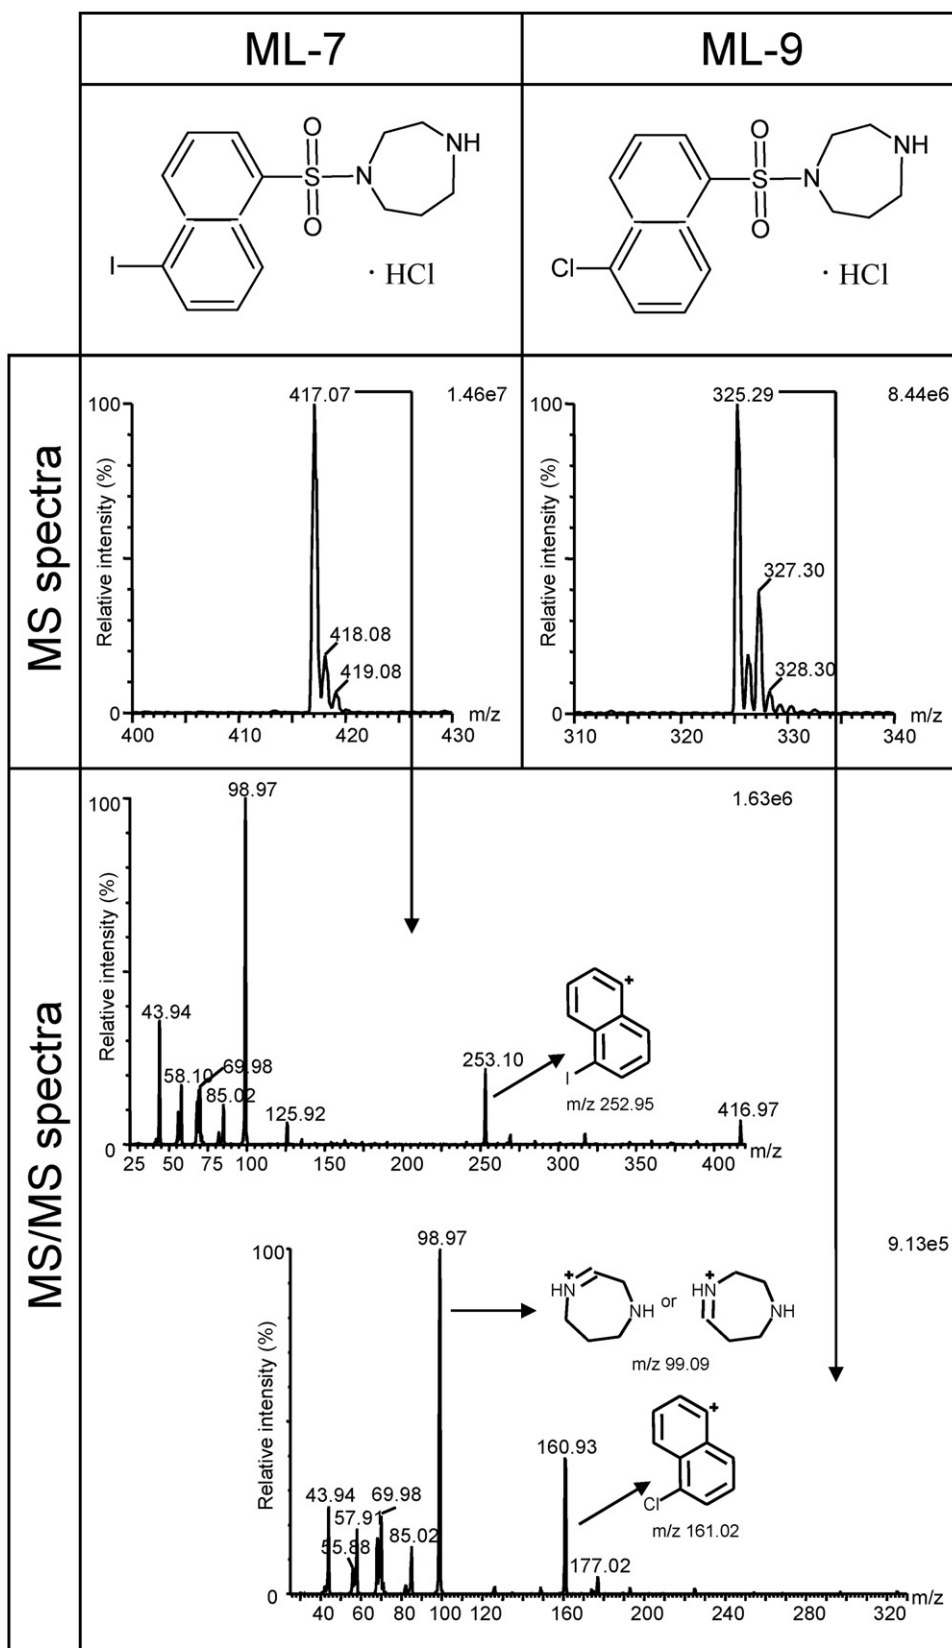 ML-7
ML-9
O
S
O
N
NH
I
· HCl
O
S
O
N
NH
Cl
· HCl
MS spectra
Relative intensity (%)
100
0
417.07
1.46e7
418.08
419.08
400 410 420 430
m/z
Relative intensity (%)
100
0
325.29
8.44e6
327.30
328.30
310 320 330 340
m/z
MS/MS spectra
Relative intensity (%)
100
0
98.97
1.63e6
43.94
58.10
69.98
85.02
125.92
253.10
I
+
m/z 252.95
416.97
25 50 75 100 150 200 250 300 350 400
m/z
Relative intensity (%)
100
0
98.97
9.13e5
+
HN
NH
or
+
HN
NH
m/z 99.09
43.94
57.91
55.88
69.98
85.02
160.93
+
Cl
m/z 161.02
177.02
40 60 80 100 120 160 200 240 280 320
m/z